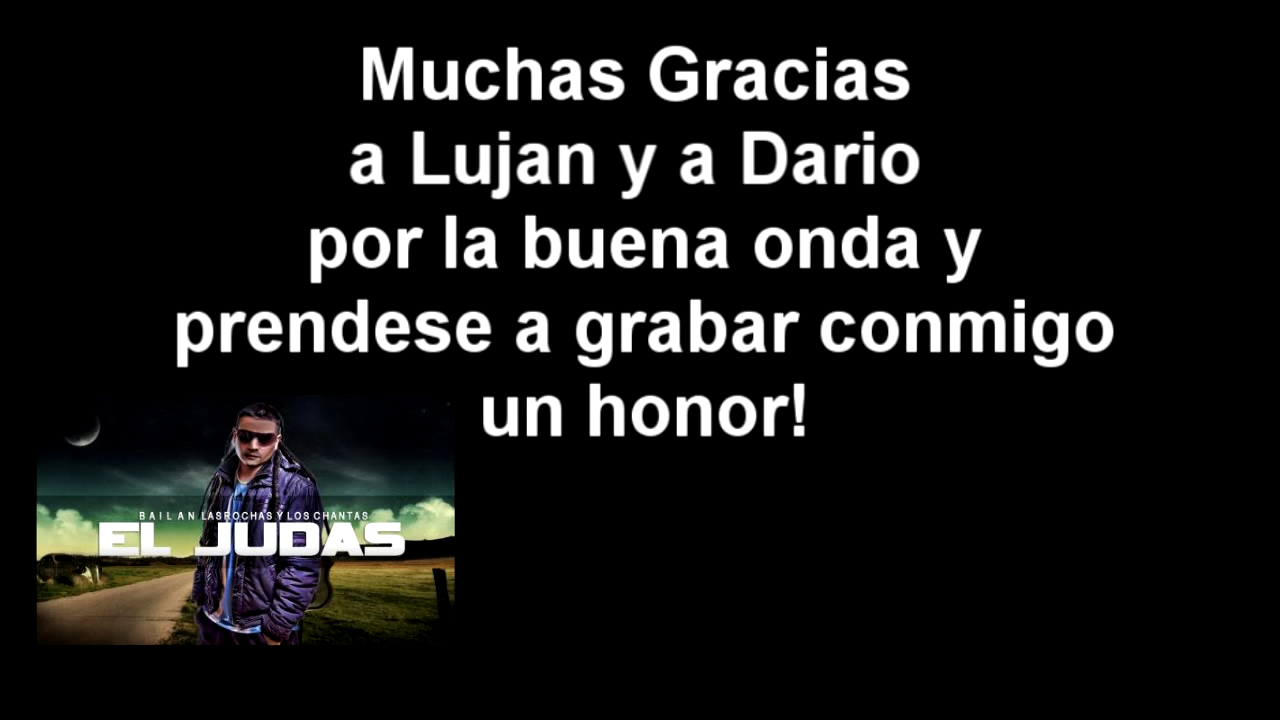 Muchas Gracias
a Lujan y a Dario
por la buena onda y
prendese a grabar conmigo
un honor!
BAILAN LAS ROCHAS Y LOS CHANTAS
EL JUDAS